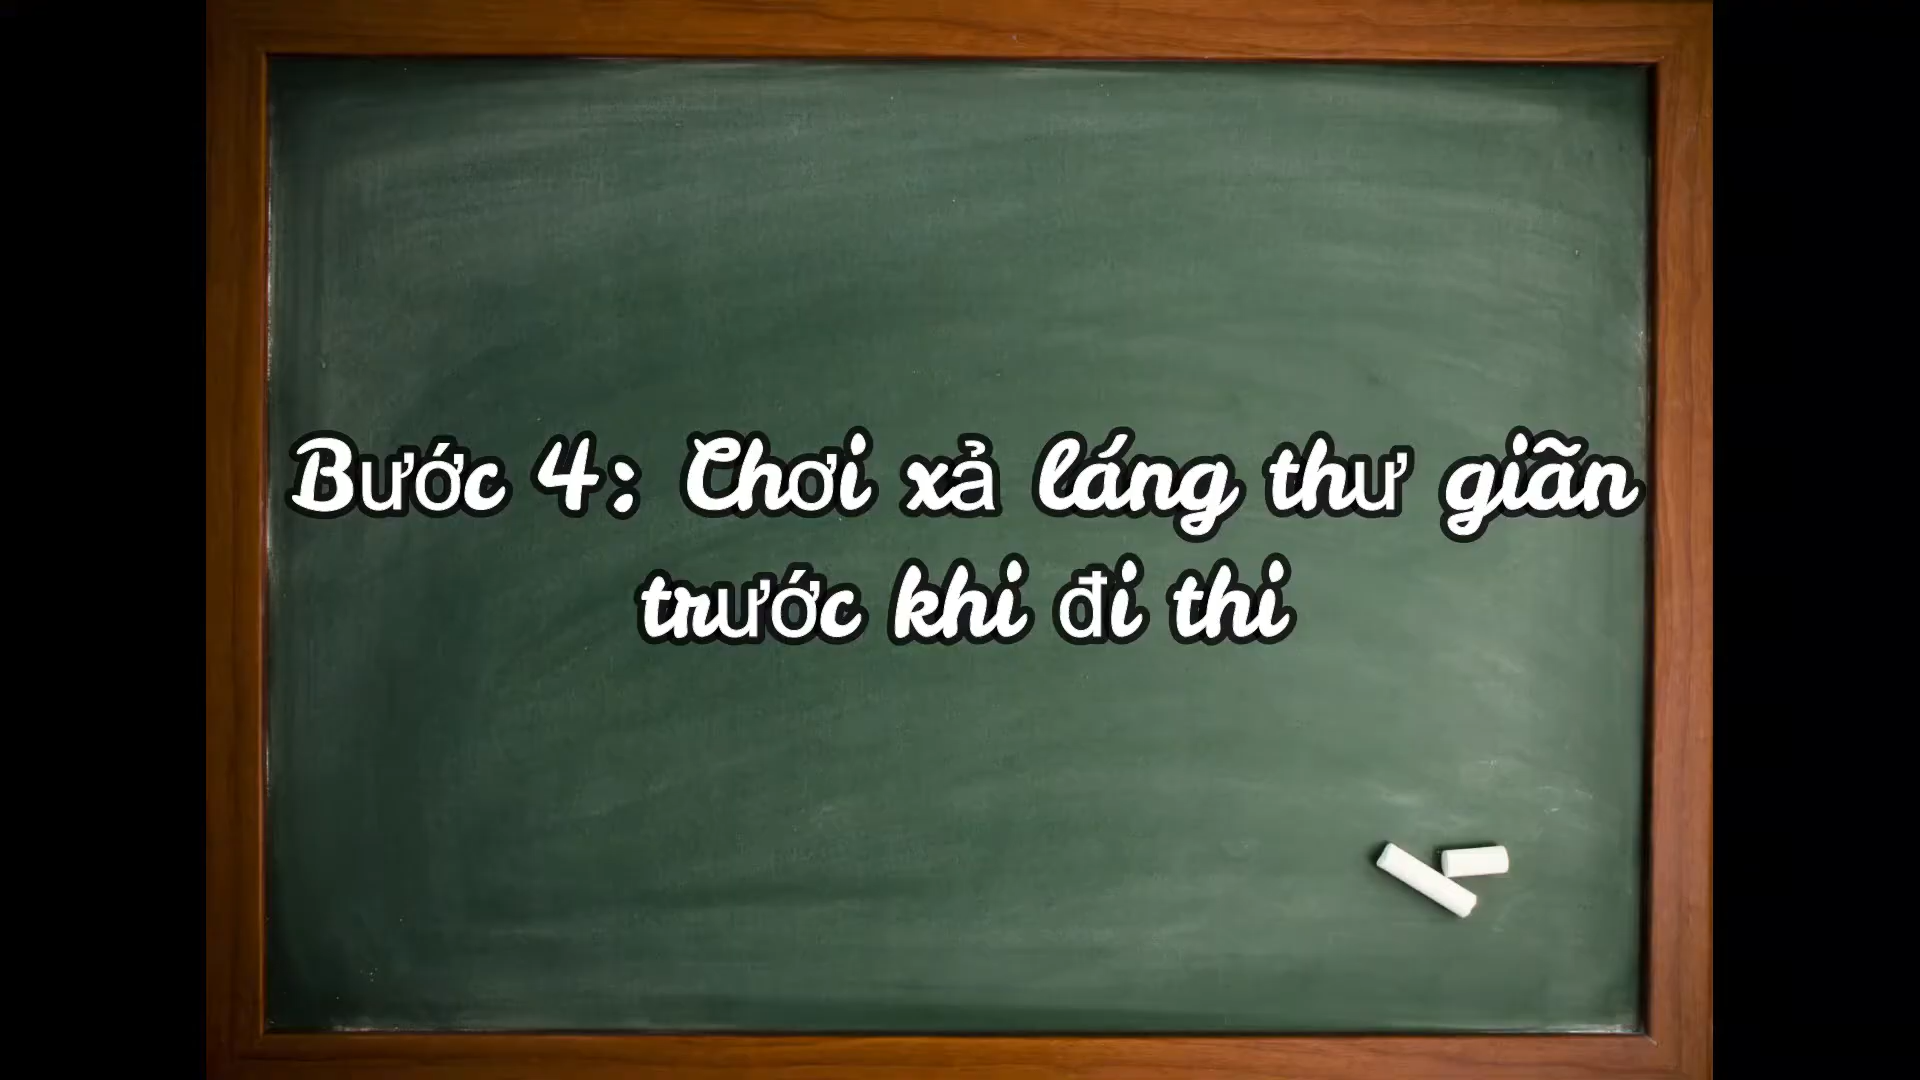 Bước 4: Chơi xả láng thư giãn
trước khi đi thi